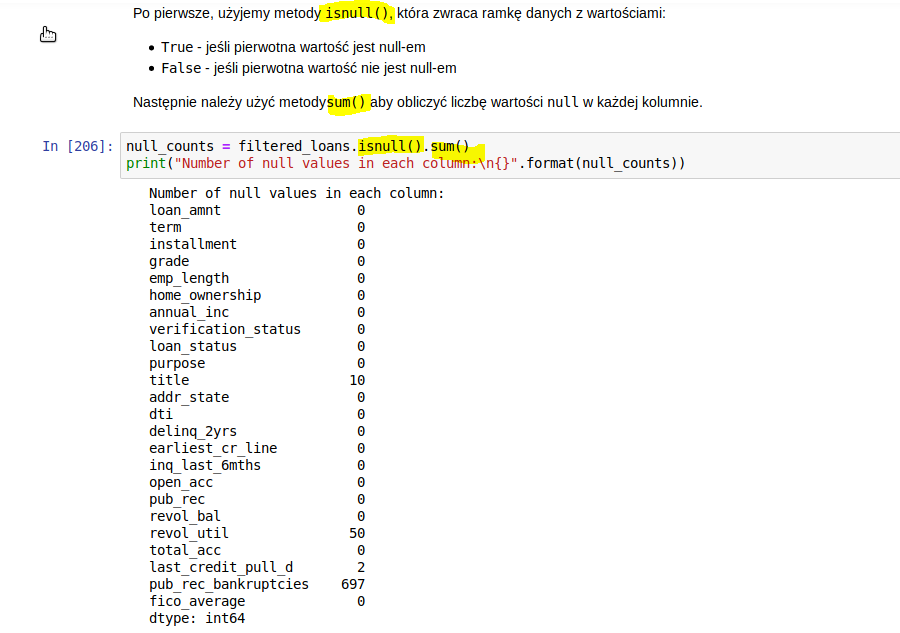 Po pierwsze, użyjemy metody isnull(), która zwraca ramkę danych z wartościami:
• True - jeśli pierwotna wartość jest null-em
• False - jeśli pierwotna wartość nie jest null-em
Następnie należy użyć metody sum() aby obliczyć liczbę wartości null w każdej kolumnie.
In [206]: null_counts = filtered_loans.isnull().sum()
print("Number of null values in each column:\n{}".format(null_counts))
Number of null values in each column:
loan_amnt 0
term 0
installment 0
grade 0
emp_length 0
home_ownership 0
annual_inc 0
verification_status 0
loan_status 0
purpose 0
title 10
addr_state 0
dti 0
delinq_2yrs 0
earliest_cr_line 0
inq_last_6mths 0
open_acc 0
pub_rec 0
revol_bal 0
revol_util 50
total_acc 0
last_credit_pull_d 2
pub_rec_bankruptcies 697
fico_average 0
dtype: int64